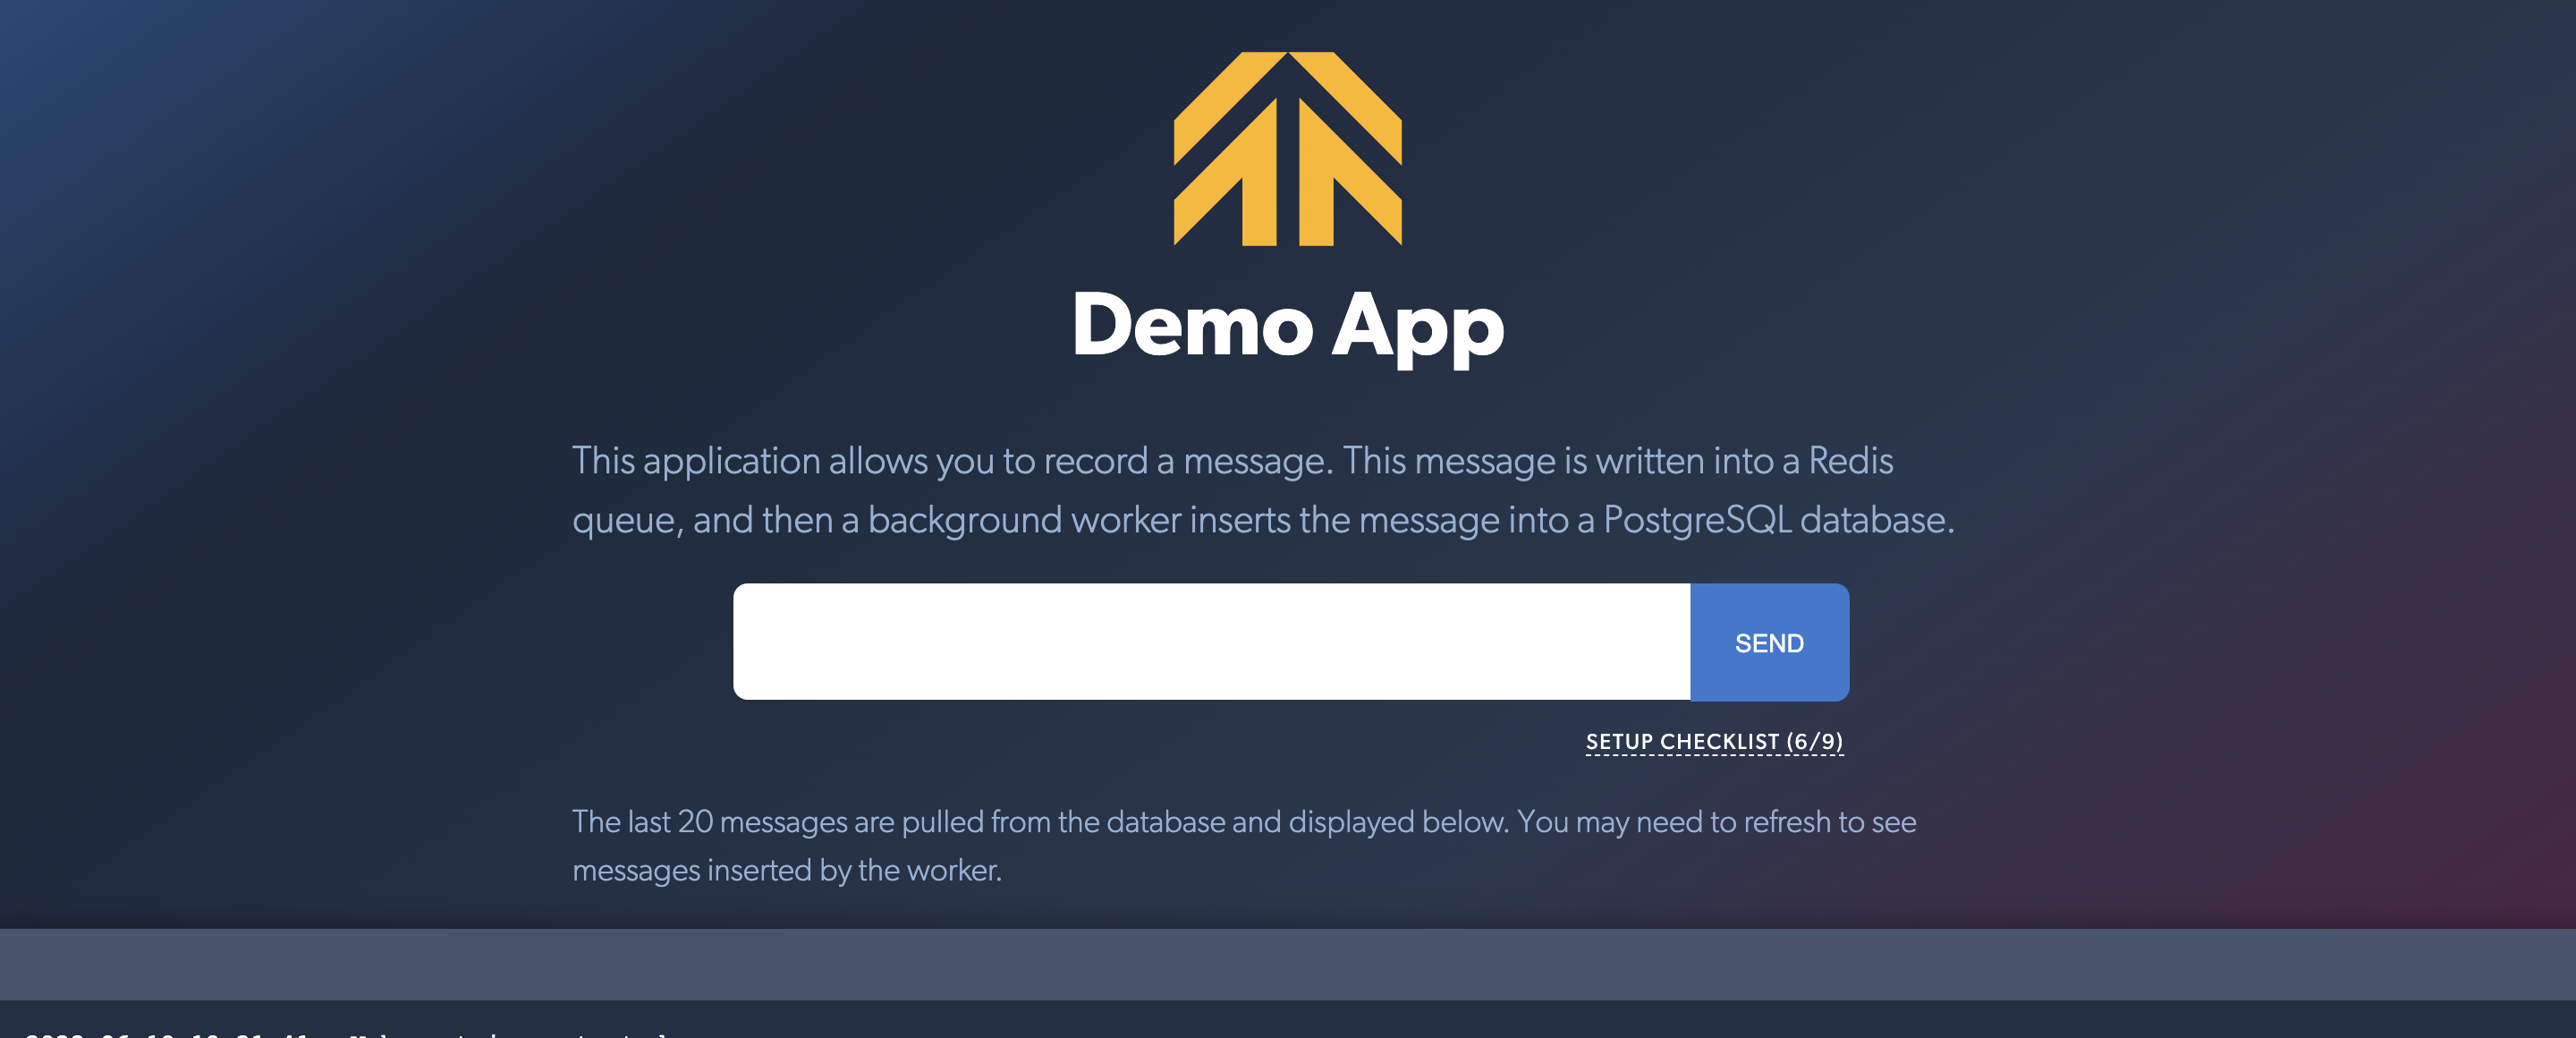 Demo App
This application allows you to record a message. This message is written into a Redis
queue, and then a background worker inserts the message into a PostgreSQL database.
SEND
SETUP CHECKLIST (6/9)
The last 20 messages are pulled from the database and displayed below. You may need to refresh to see
messages inserted by the worker.